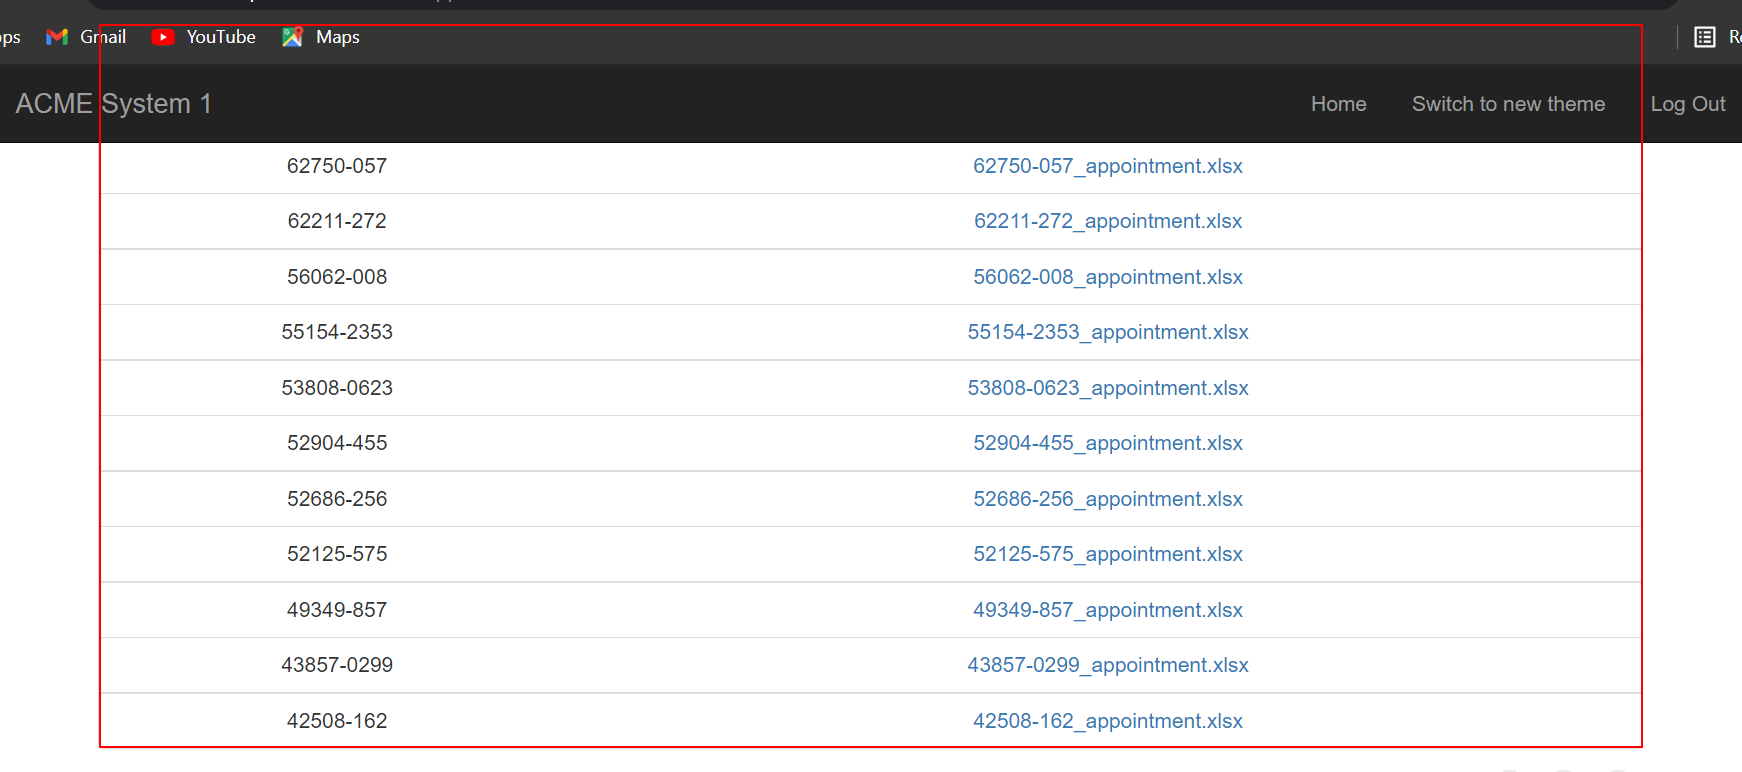 Gmail YouTube Maps
ACME System 1 Home Switch to new theme Log Out
62750-057 62750-057_appointment.xlsx
62211-272 62211-272_appointment.xlsx
56062-008 56062-008_appointment.xlsx
55154-2353 55154-2353_appointment.xlsx
53808-0623 53808-0623_appointment.xlsx
52904-455 52904-455_appointment.xlsx
52686-256 52686-256_appointment.xlsx
52125-575 52125-575_appointment.xlsx
49349-857 49349-857_appointment.xlsx
43857-0299 43857-0299_appointment.xlsx
42508-162 42508-162_appointment.xlsx